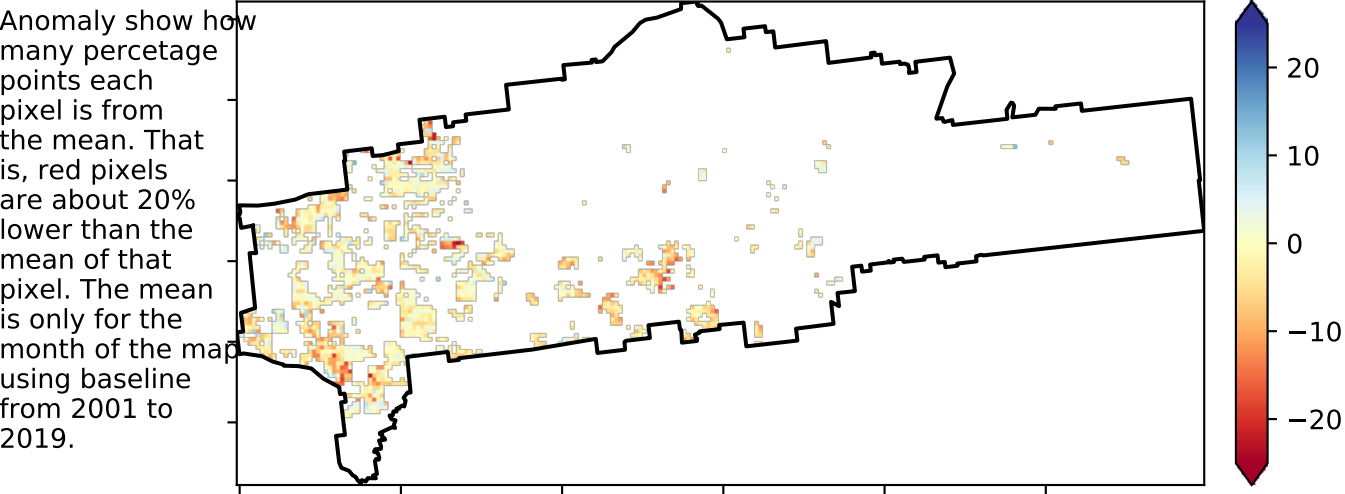 Anomaly show how
many percetage
points each
pixel is from
the mean. That
is, red pixels
are about 20%
lower than the
mean of that
pixel. The mean
is only for the
month of the map
using baseline
from 2001 to
2019.
20
10
0
−10
−20